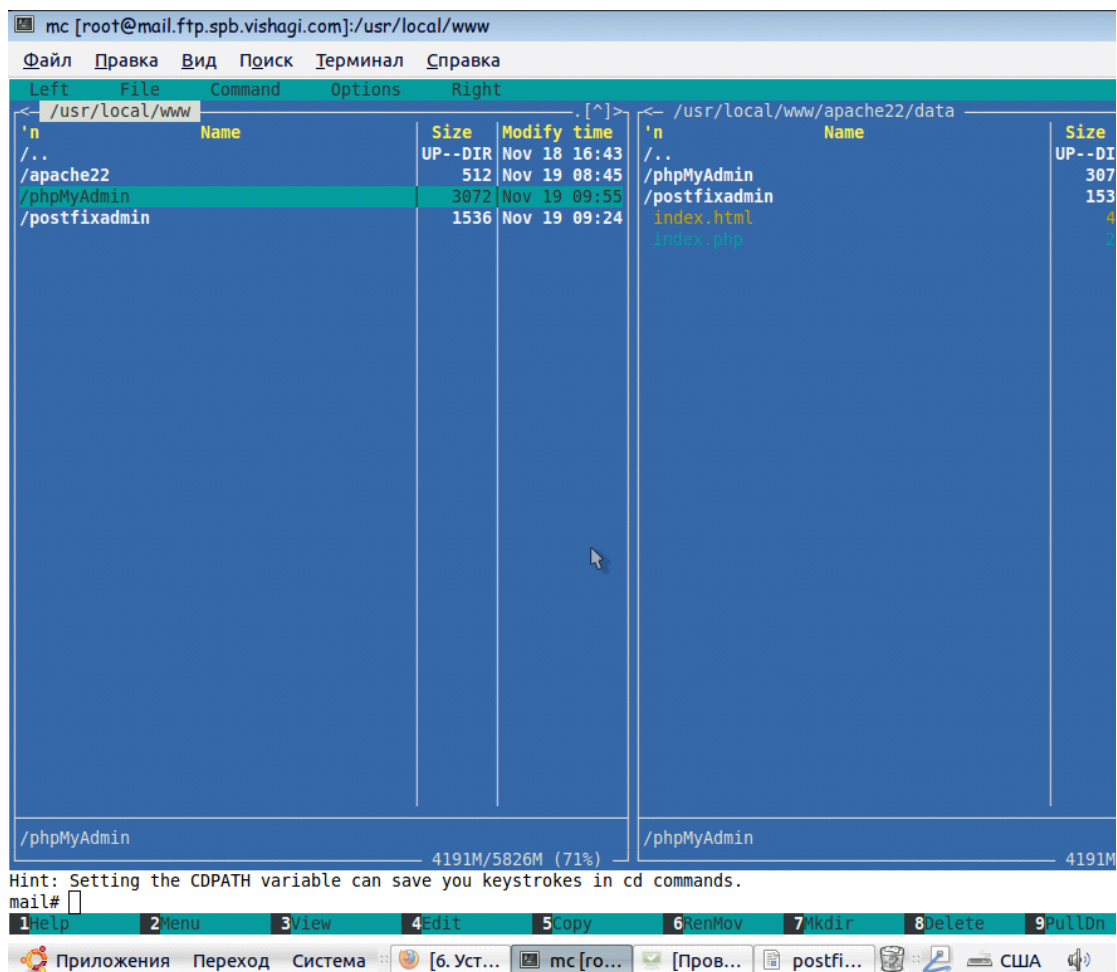 mc [root@mail.ftp.spb.vishagi.com]:/usr/local/www
Файл Правка Вид Поиск Терминал Справка
Left File Command Options Right
<— /usr/local/www .[^]>
'n Name Size Modify time
/.. UP--DIR Nov 18 16:43
/apache22 512 Nov 19 08:45
/phpMyAdmin 3072 Nov 19 09:55
/postfixadmin 1536 Nov 19 09:24
/phpMyAdmin
4191M/5826M (71%)
<— /usr/local/www/apache22/data
'n Name Size
/.. UP--DI
/phpMyAdmin 307
/postfixadmin 153
index.html 4
index.php 2
/phpMyAdmin
4191M
Hint: Setting the CDPATH variable can save you keystrokes in cd commands.
mail#
1Help 2Menu 3View 4Edit 5Copy 6RenMov 7Mkdir 8Delete 9PullDn
Приложения Переход Система [6. Уст... mc [ro... [Пров... postfi... США